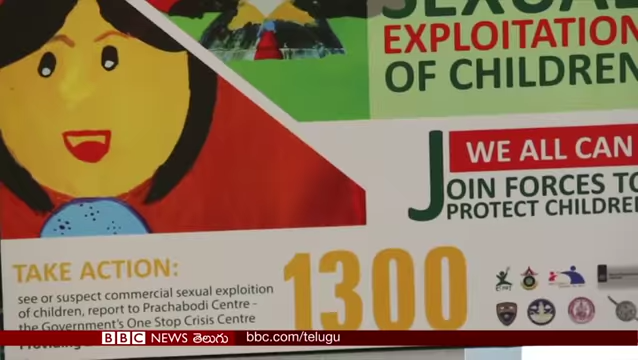 SEXUAL
EXPLOITATION
OF CHILDREN
WE ALL CAN
JOIN FORCES TO
PROTECT CHILDREN
TAKE ACTION:
see or suspect commercial sexual exploition
of children, report to Prachabodi Centre -
the Government's One Stop Crisis Centre
1300
BBC NEWS తెలుగు bbc.com/telugu